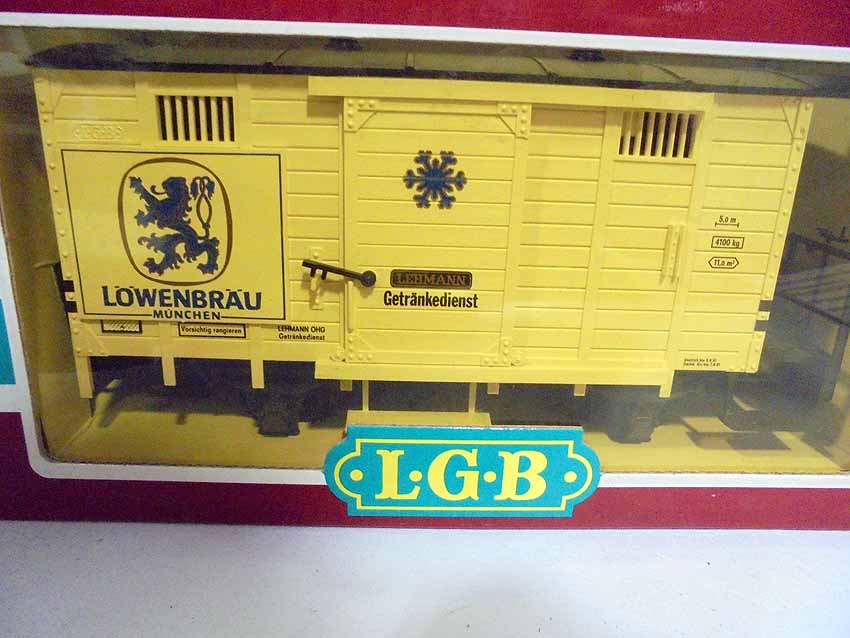 LÖWENBRÄU
MÜNCHEN
Vorsichtig rangieren
LEHMANN OHG
Getränkedienst
LEHMANN
Getränkedienst
5,0 m
4100 kg
11,0 m²
L·G·B